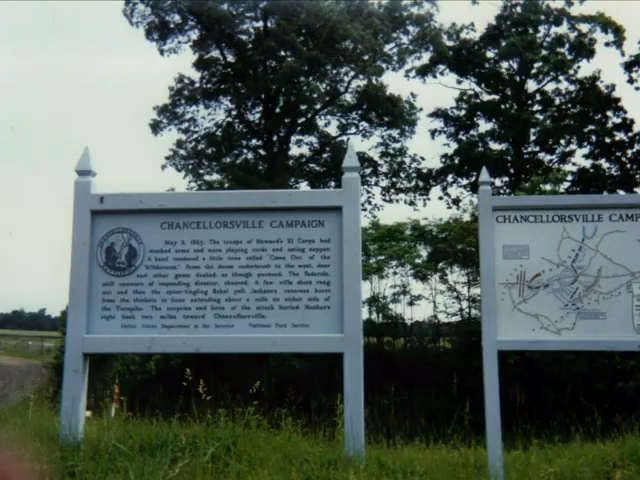 CHANCELLORSVILLE CAMPAIGN
May 2, 1863. The troops of Howard's XI Corps had
stacked arms and were playing cards and eating supper.
A band rendered a little tune called "Come Out of the
Wilderness." From the dense underbrush to the west, deer
and other game dashed, as though pursued. The Federals,
still unaware of impending disaster, cheered. A few rifle shots rang
out and then the spine-tingling Rebel yell. Jackson's veterans burst
from the thickets in lines extending about a mile on either side of
the Turnpike. The surprise and force of the attack hurled Hooker's
right back two miles toward Chancellorsville.
United States Department of the Interior National Park Service
CHANCELLORSVILLE CAMP